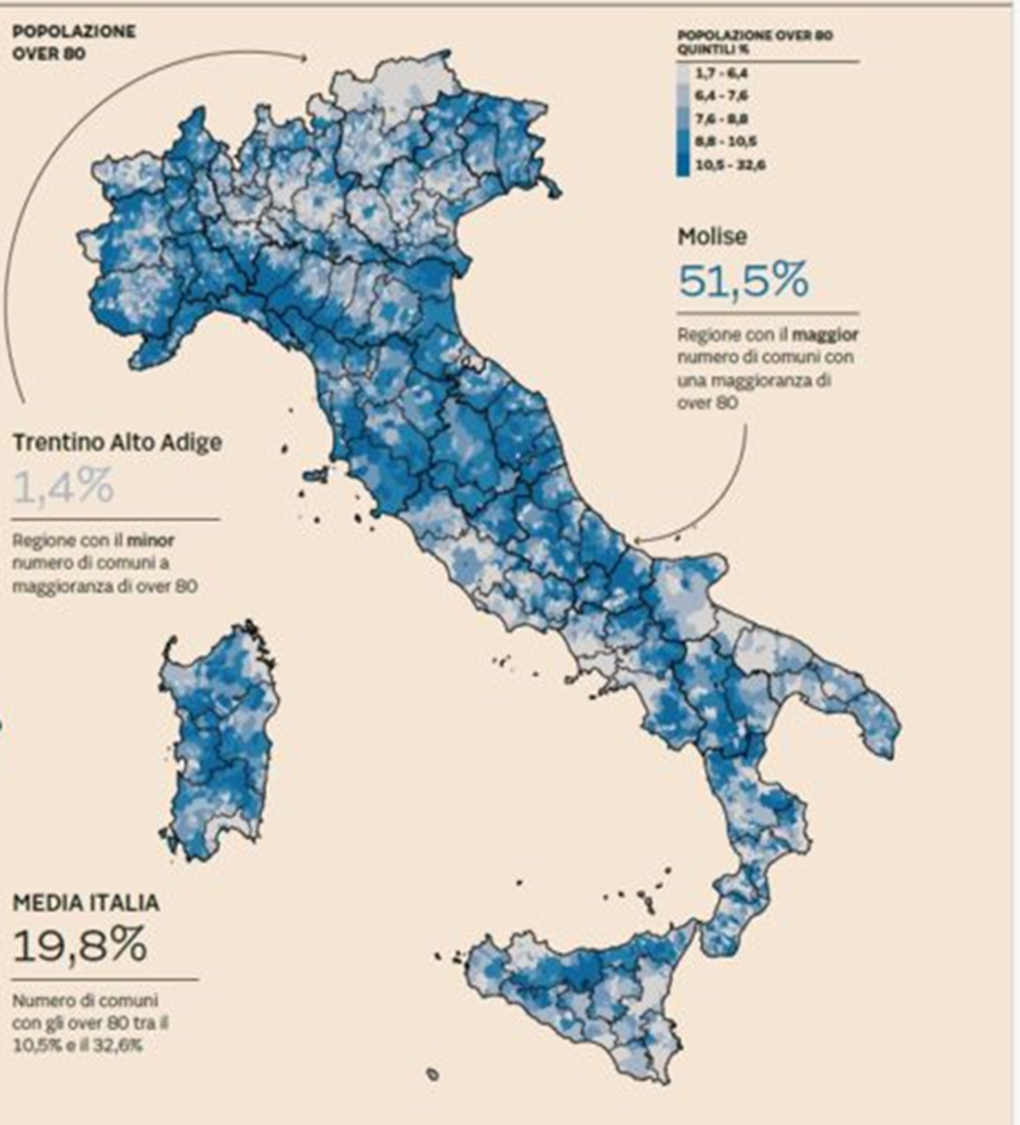 POPOLAZIONE
OVER 80
POPOLAZIONE OVER 80
QUINTILI %
1,7 - 6,4
6,4 - 7,6
7,6 - 8,8
8,8 - 10,5
10,5 - 32,6
Molise
51,5%
Regione con il maggior
numero di comuni con
una maggioranza di
over 80
Trentino Alto Adige
1,4%
Regione con il minor
numero di comuni a
maggioranza di over 80
MEDIA ITALIA
19,8%
Numero di comuni
con gli over 80 tra il
10,5% e il 32,6%